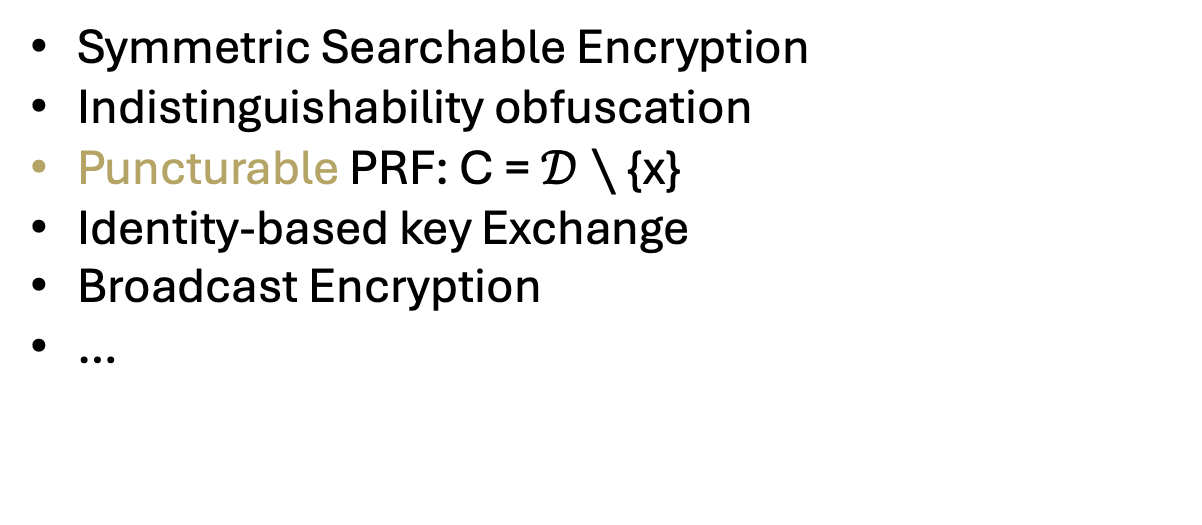 • Symmetric Searchable Encryption
• Indistinguishability obfuscation
• Puncturable PRF: C = 𝒟 \ {x}
• Identity-based key Exchange
• Broadcast Encryption
• ...